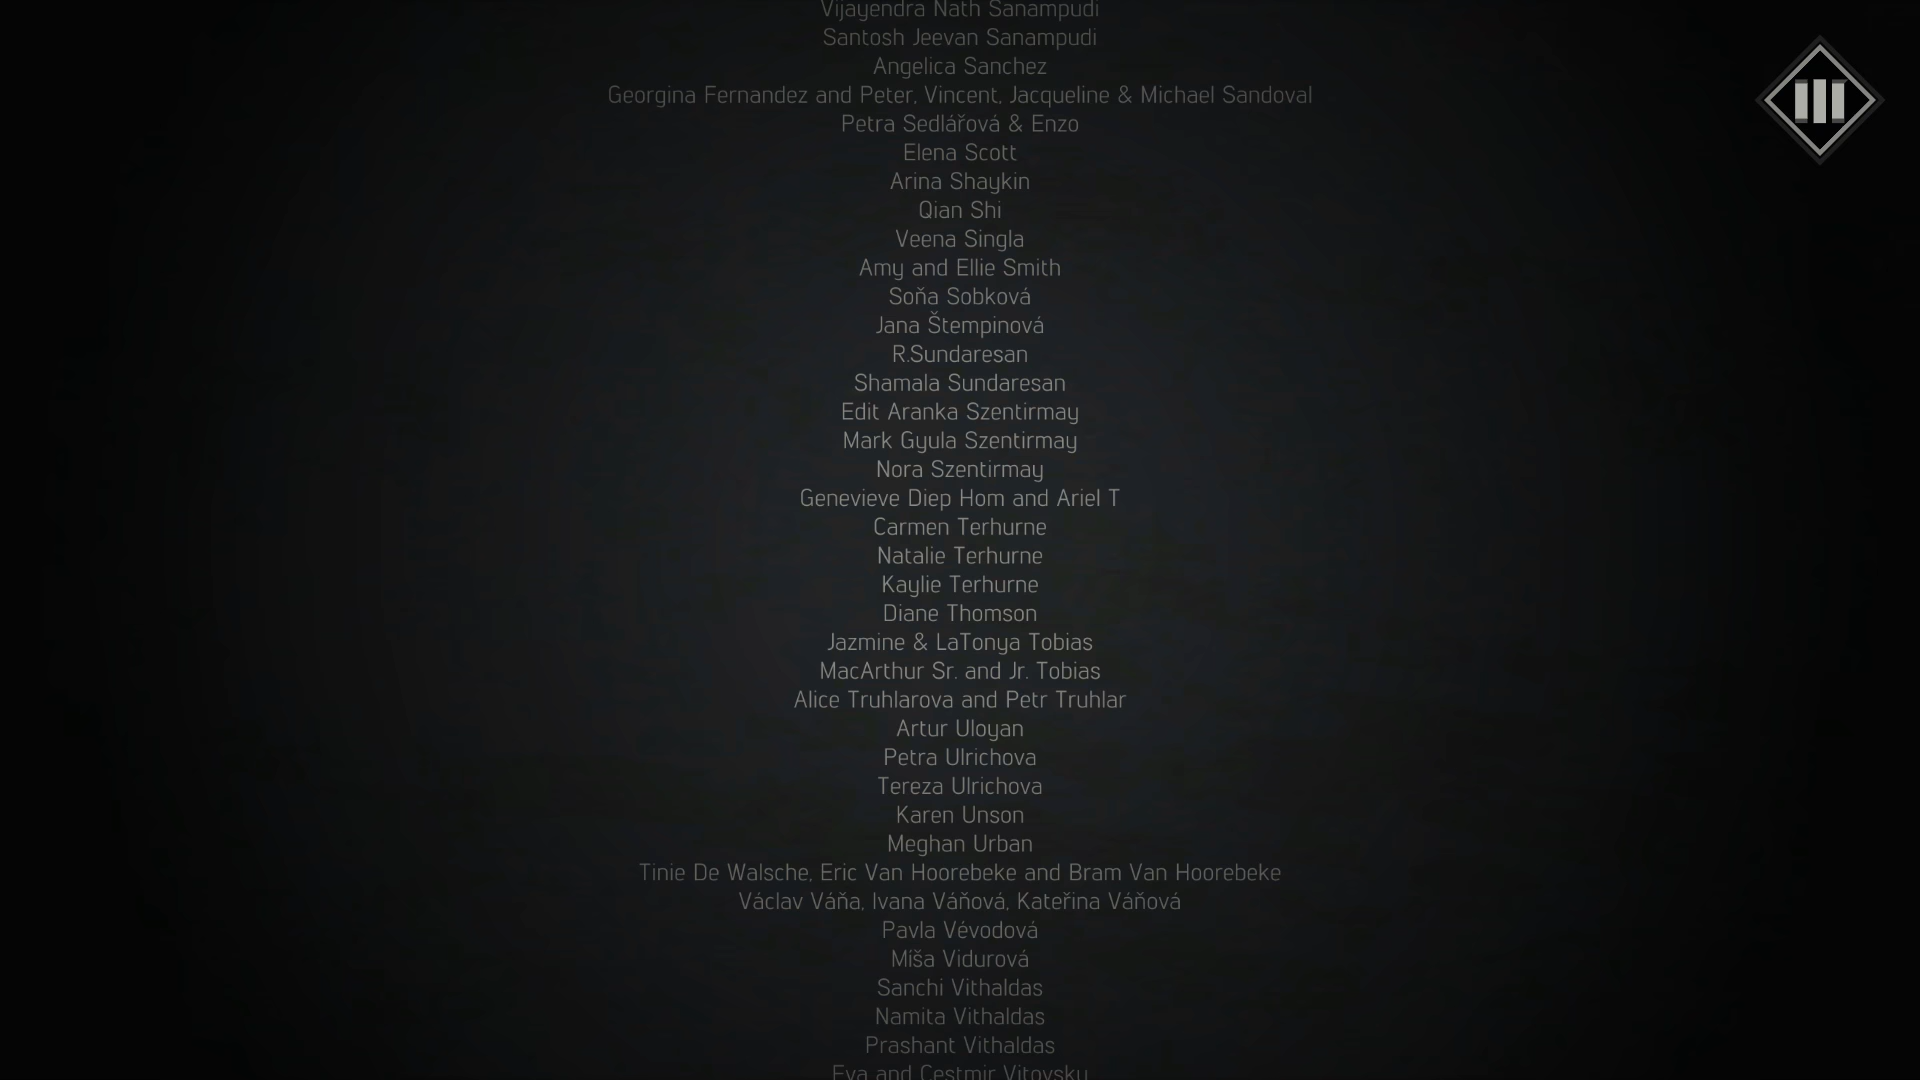 Vijayendra Nath Sanampudi
Santosh Jeevan Sanampudi
Angelica Sanchez
Georgina Fernandez and Peter, Vincent, Jacqueline & Michael Sandoval
Petra Sedlářová & Enzo
Elena Scott
Arina Shaykin
Qian Shi
Veena Singla
Amy and Ellie Smith
Soňa Sobková
Jana Štempinová
R.Sundaresan
Shamala Sundaresan
Edit Aranka Szentirmay
Mark Gyula Szentirmay
Nora Szentirmay
Genevieve Diep Hom and Ariel T
Carmen Terhurne
Natalie Terhurne
Kaylie Terhurne
Diane Thomson
Jazmine & LaTonya Tobias
MacArthur Sr. and Jr. Tobias
Alice Truhlarova and Petr Truhlar
Artur Uloyan
Petra Ulrichova
Tereza Ulrichova
Karen Unson
Meghan Urban
Tinie De Walsche, Eric Van Hoorebeke and Bram Van Hoorebeke
Václav Váňa, Ivana Váňová, Kateřina Váňová
Pavla Vévodová
Míša Vidurová
Sanchi Vithaldas
Namita Vithaldas
Prashant Vithaldas
Eva and Cestmir Vitovsky